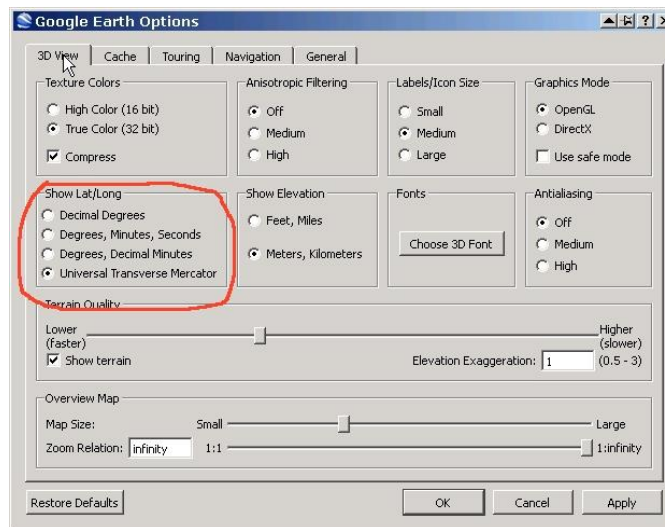 Google Earth Options
3D View Cache Touring Navigation General
Texture Colors
High Color (16 bit)
True Color (32 bit)
Compress
Anisotropic Filtering
Off
Medium
High
Labels/Icon Size
Small
Medium
Large
Graphics Mode
OpenGL
DirectX
Use safe mode
Show Lat/Long
Decimal Degrees
Degrees, Minutes, Seconds
Degrees, Decimal Minutes
Universal Transverse Mercator
Show Elevation
Feet, Miles
Meters, Kilometers
Fonts
Choose 3D Font
Antialiasing
Off
Medium
High
Terrain Quality
Lower Higher
(faster) (slower)
Show terrain Elevation Exaggeration: 1 (0.5 - 3)
Overview Map
Map Size: Small Large
Zoom Relation: infinity 1:1 1:infinity
Restore Defaults OK Cancel Apply